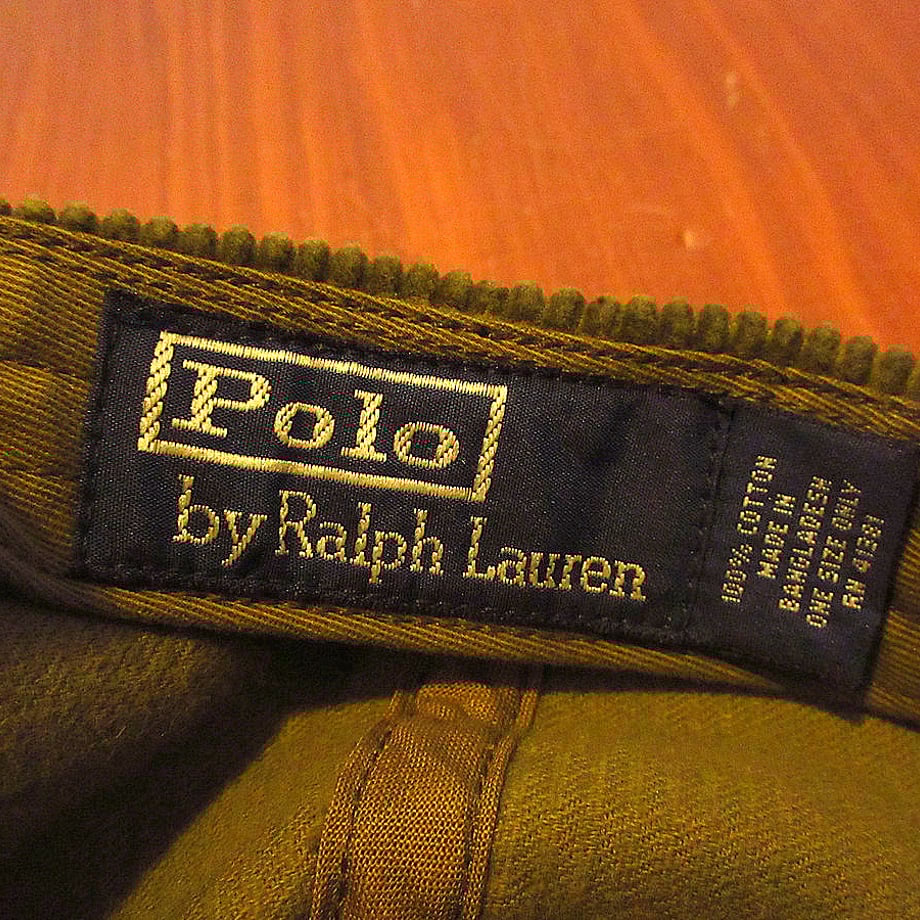 Polo
by Ralph Lauren
100% COTTON
MADE IN
BANGLADESH
ONE SIZE ONLY
RN 41381